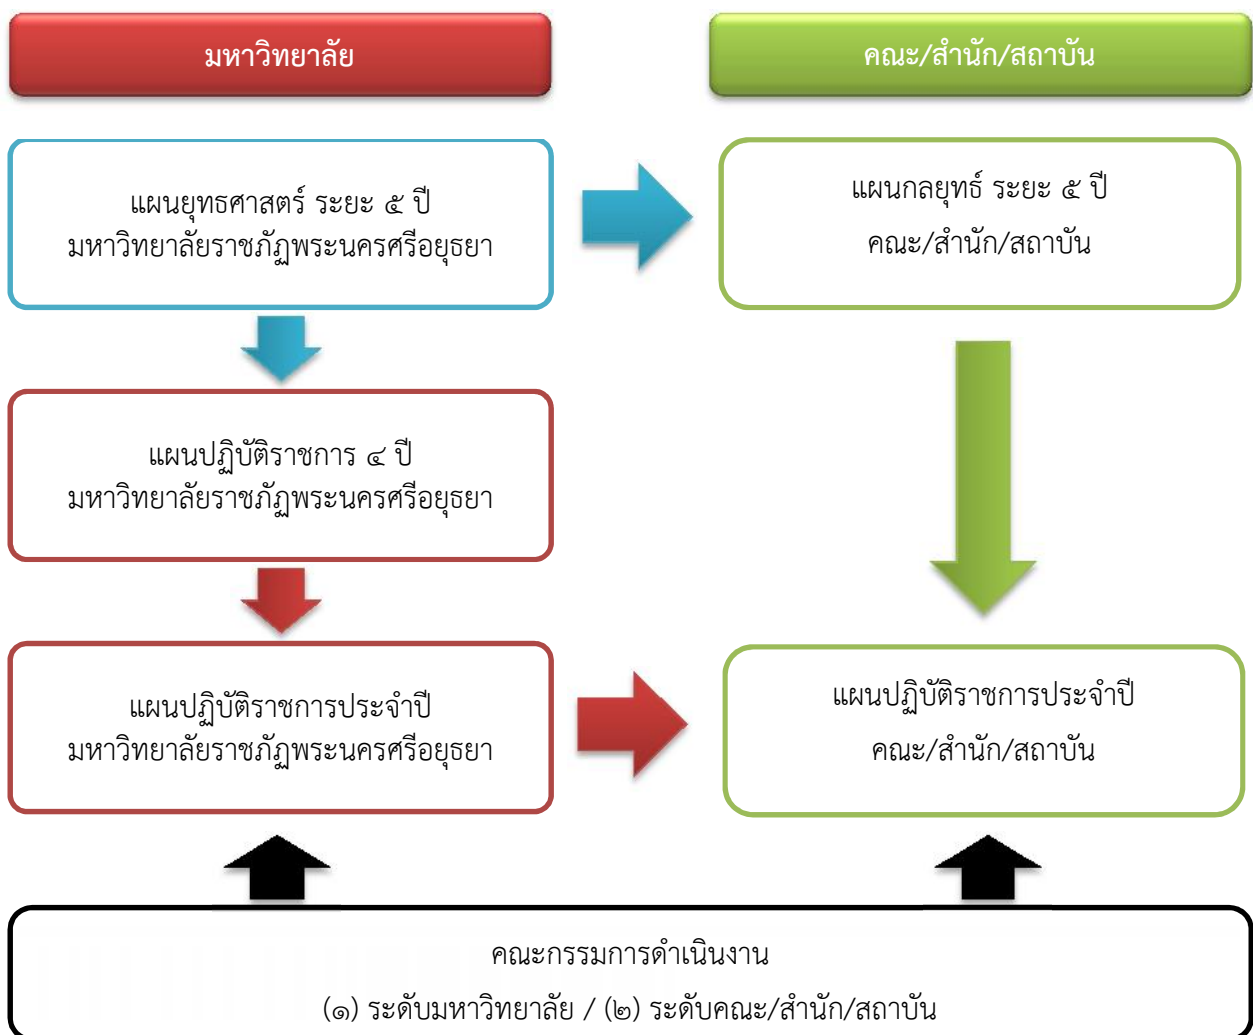 มหาวิทยาลัย
คณะ/สำนัก/สถาบัน
แผนยุทธศาสตร์ ระยะ ๕ ปี
มหาวิทยาลัยราชภัฏพระนครศรีอยุธยา
แผนกลยุทธ์ ระยะ ๕ ปี
คณะ/สำนัก/สถาบัน
แผนปฏิบัติราชการ ๔ ปี
มหาวิทยาลัยราชภัฏพระนครศรีอยุธยา
แผนปฏิบัติราชการประจำปี
มหาวิทยาลัยราชภัฏพระนครศรีอยุธยา
แผนปฏิบัติราชการประจำปี
คณะ/สำนัก/สถาบัน
คณะกรรมการดำเนินงาน
(๑) ระดับมหาวิทยาลัย / (๒) ระดับคณะ/สำนัก/สถาบัน